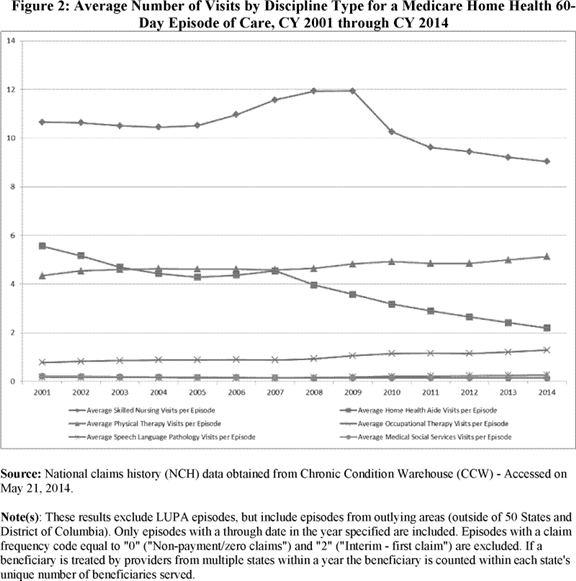 Figure 2: Average Number of Visits by Discipline Type for a Medicare Home Health 60-
Day Episode of Care, CY 2001 through CY 2014
14
12
10
8
6
4
2
0
2001 2002 2003 2004 2005 2006 2007 2008 2009 2010 2011 2012 2013 2014
Average Skilled Nursing Visits per Episode Average Home Health Aide Visits per Episode
Average Physical Therapy Visits per Episode Average Occupational Therapy Visits per Episode
Average Speech Language Pathology Visits per Episode Average Medical Social Services Visits per Episode
Source: National claims history (NCH) data obtained from Chronic Condition Warehouse (CCW) - Accessed on
May 21, 2014.
Note(s): These results exclude LUPA episodes, but include episodes from outlying areas (outside of 50 States and
District of Columbia). Only episodes with a through date in the year specified are included. Episodes with a claim
frequency code equal to "0" ("Non-payment/zero claims") and "2" ("Interim - first claim") are excluded. If a
beneficiary is treated by providers from multiple states within a year the beneficiary is counted within each state's
unique number of beneficiaries served.